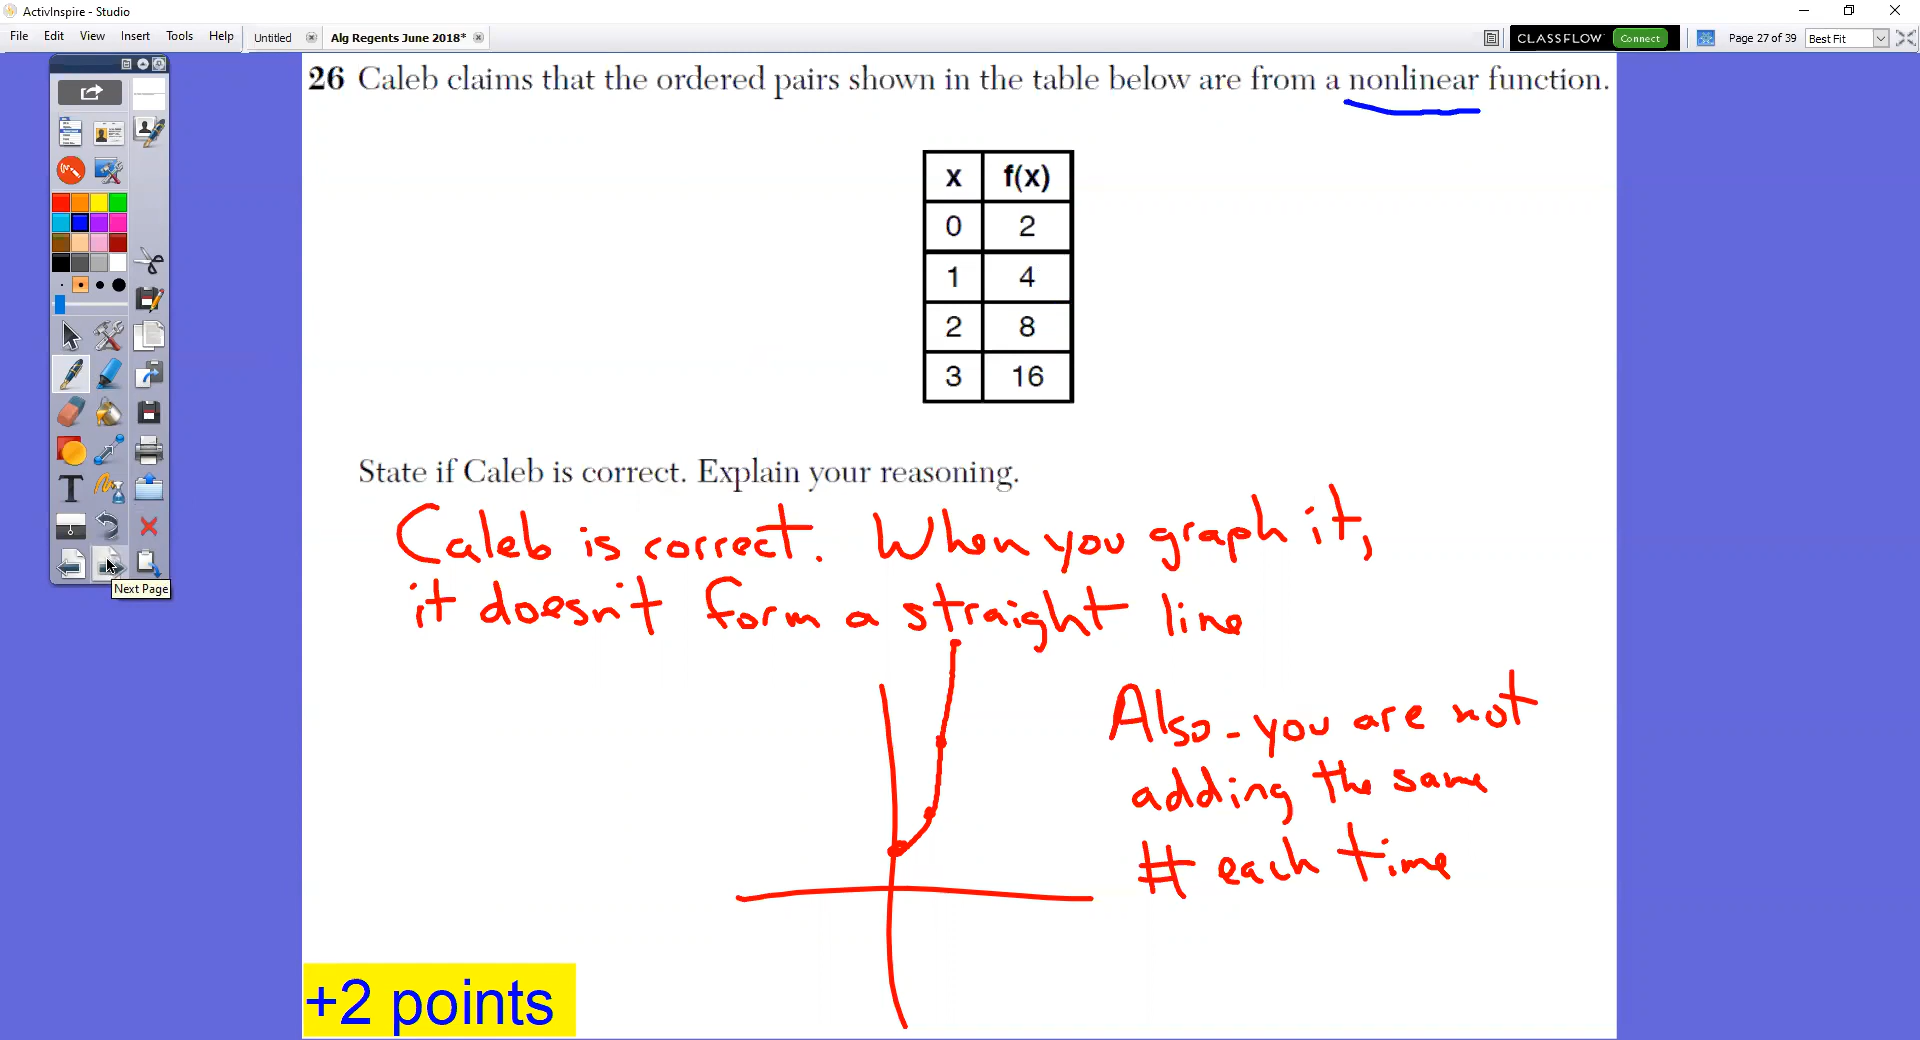 ActivInspire - Studio
File Edit View Insert Tools Help
Untitled
Alg Regents June 2018*
CLASSFLOW Connect
Page 27 of 39
Best Fit
26 Caleb claims that the ordered pairs shown in the table below are from a nonlinear function.
x f(x)
0 2
1 4
2 8
3 16
State if Caleb is correct. Explain your reasoning.
Caleb is correct. When you graph it,
it doesn't form a straight line
Also - you are not
adding the same
# each time
T
Next Page
+2 points